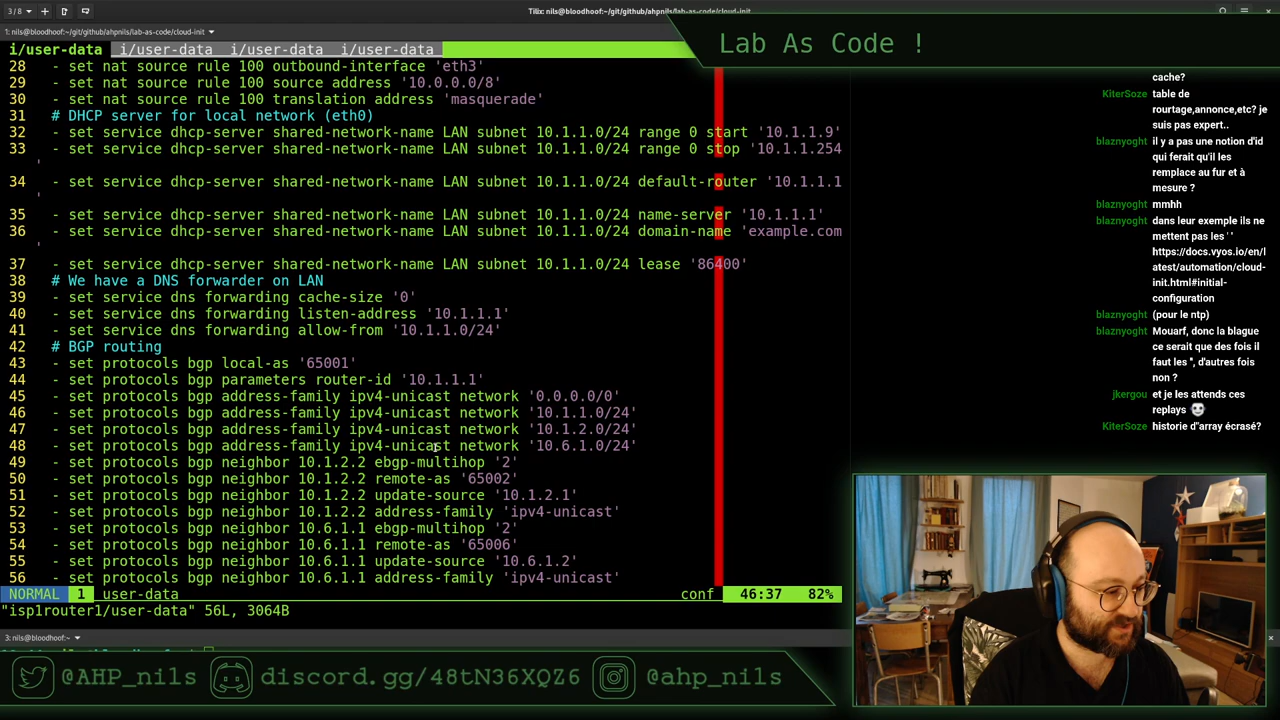 3 / 8
Tilix: nils@bloodhoof:~/git/github/ahpnils/lab-as-code/cloud-init
1: nils@bloodhoof:~/git/github/ahpnils/lab-as-code/cloud-init
Lab As Code !
i/user-data i/user-data i/user-data i/user-data
28 - set nat source rule 100 outbound-interface 'eth3'
29 - set nat source rule 100 source address '10.0.0.0/8'
30 - set nat source rule 100 translation address 'masquerade'
31 # DHCP server for local network (eth0)
32 - set service dhcp-server shared-network-name LAN subnet 10.1.1.0/24 range 0 start '10.1.1.9'
33 - set service dhcp-server shared-network-name LAN subnet 10.1.1.0/24 range 0 stop '10.1.1.254
'
34 - set service dhcp-server shared-network-name LAN subnet 10.1.1.0/24 default-router '10.1.1.1
'
35 - set service dhcp-server shared-network-name LAN subnet 10.1.1.0/24 name-server '10.1.1.1'
36 - set service dhcp-server shared-network-name LAN subnet 10.1.1.0/24 domain-name 'example.com
'
37 - set service dhcp-server shared-network-name LAN subnet 10.1.1.0/24 lease '86400'
38 # We have a DNS forwarder on LAN
39 - set service dns forwarding cache-size '0'
40 - set service dns forwarding listen-address '10.1.1.1'
41 - set service dns forwarding allow-from '10.1.1.0/24'
42 # BGP routing
43 - set protocols bgp local-as '65001'
44 - set protocols bgp parameters router-id '10.1.1.1'
45 - set protocols bgp address-family ipv4-unicast network '0.0.0.0/0'
46 - set protocols bgp address-family ipv4-unicast network '10.1.1.0/24'
47 - set protocols bgp address-family ipv4-unicast network '10.1.2.0/24'
48 - set protocols bgp address-family ipv4-unicast network '10.6.1.0/24'
49 - set protocols bgp neighbor 10.1.2.2 ebgp-multihop '2'
50 - set protocols bgp neighbor 10.1.2.2 remote-as '65002'
51 - set protocols bgp neighbor 10.1.2.2 update-source '10.1.2.1'
52 - set protocols bgp neighbor 10.1.2.2 address-family 'ipv4-unicast'
53 - set protocols bgp neighbor 10.6.1.1 ebgp-multihop '2'
54 - set protocols bgp neighbor 10.6.1.1 remote-as '65006'
55 - set protocols bgp neighbor 10.6.1.1 update-source '10.6.1.2'
56 - set protocols bgp neighbor 10.6.1.1 address-family 'ipv4-unicast'
NORMAL 1 user-data conf 46:37 82%
"isp1router1/user-data" 56L, 3064B
3: nils@bloodhoof:~
cache?
KiterSoze table de
rourtage,annonce,etc? je
suis pas expert..
blaznyoght il y a pas une notion d'id
qui ferait qu'il les
remplace au fur et à
mesure ?
blaznyoght mmhh
blaznyoght dans leur exemple ils ne
mettent pas les ' '
https://docs.vyos.io/en/l
atest/automation/cloud-
init.html#initial-
configuration
blaznyoght (pour le ntp)
blaznyoght Mouarf, donc la blague
ce serait que des fois il
faut les '', d'autres fois
non ?
jkergou et je les attends ces
replays
KiterSoze historie d"array écrasé?
@AHP_nils discord.gg/48tN36XQZ6 @ahp_nils